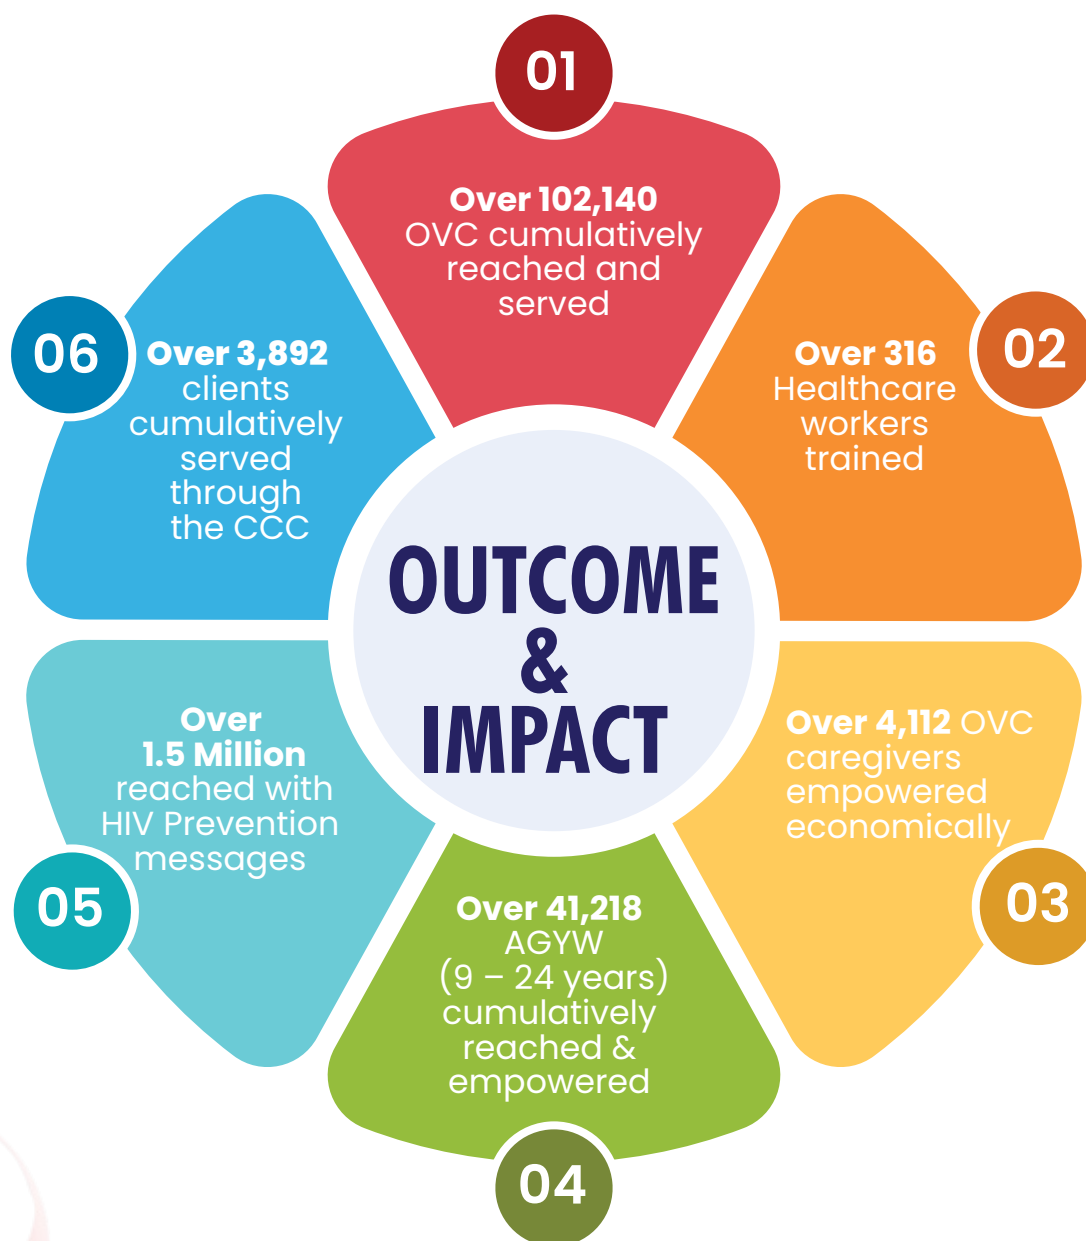 01
Over 102,140
OVC cumulatively
reached and
served
02
Over 316
Healthcare
workers
trained
03
Over 4,112 OVC
caregivers
empowered
economically
04
Over 41,218
AGYW
(9 – 24 years)
cumulatively
reached &
empowered
05
Over
1.5 Million
reached with
HIV Prevention
messages
06
Over 3,892
clients
cumulatively
served
through
the CCC
OUTCOME
&
IMPACT